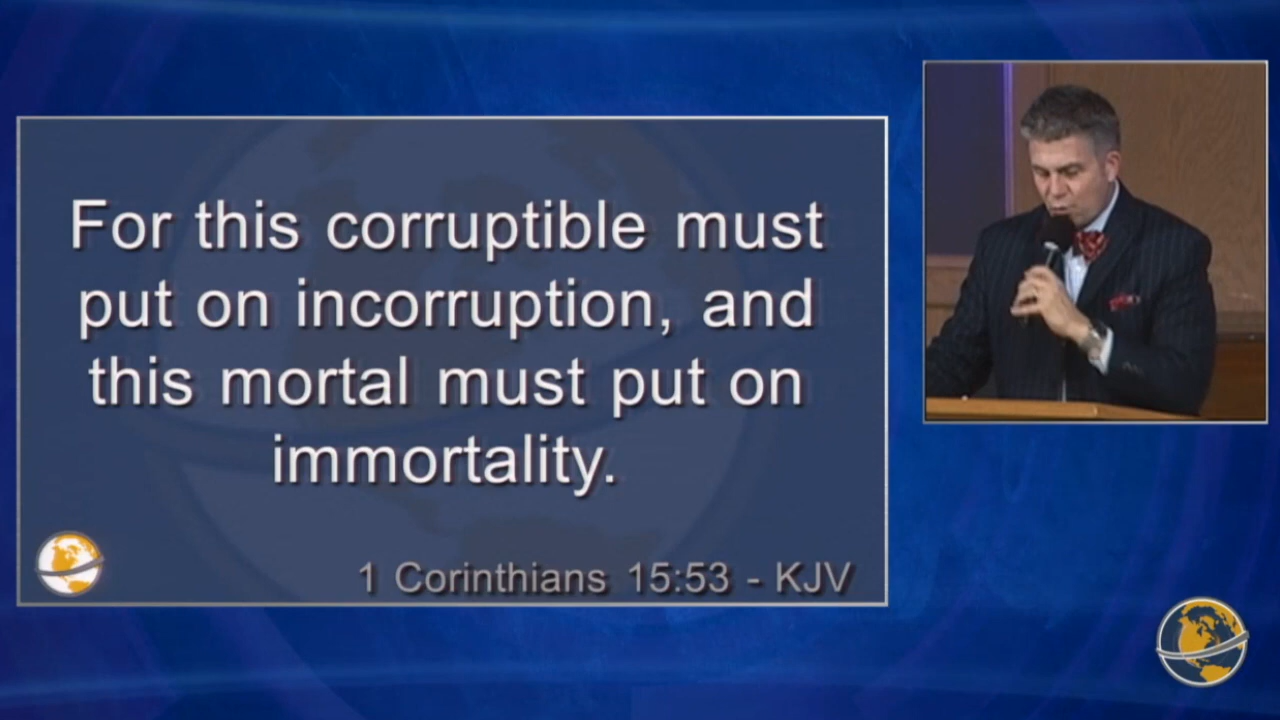 For this corruptible must
put on incorruption, and
this mortal must put on
immortality.
1 Corinthians 15:53 - KJV